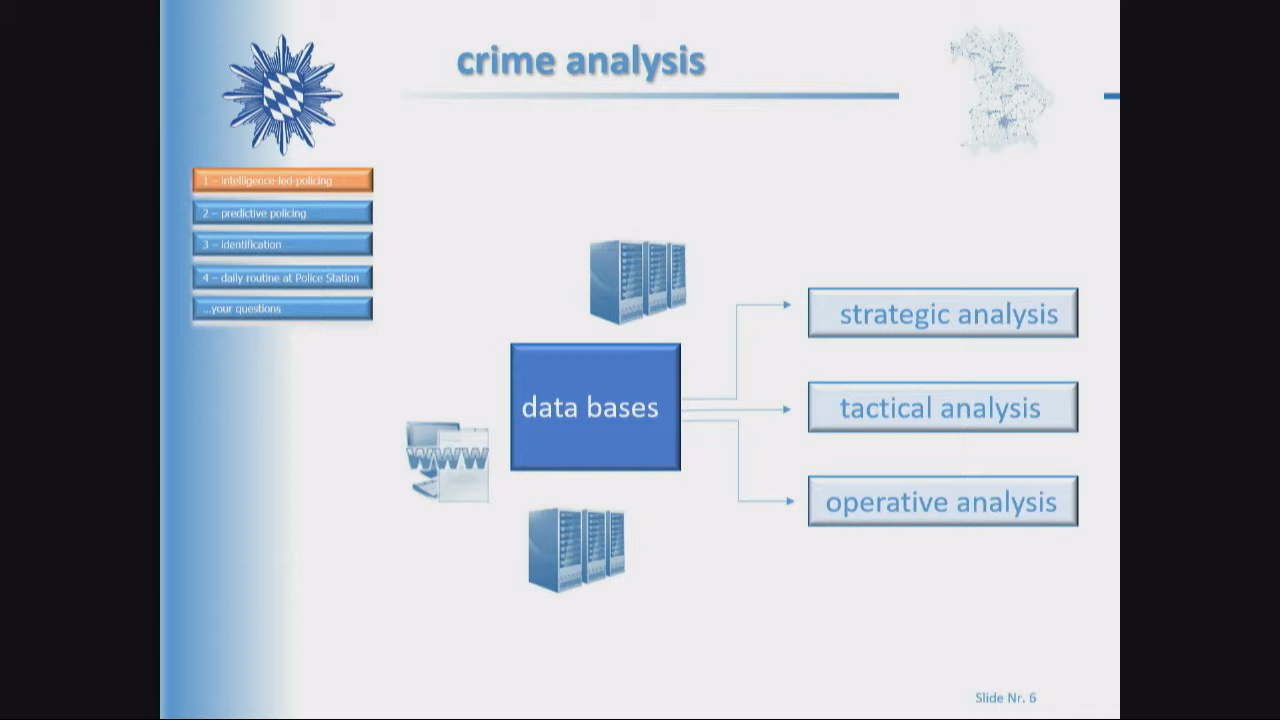 crime analysis
1 – intelligence led policing
2 – predictive policing
3 – identification
4 – daily routine at Police Station
...your questions
strategic analysis
data bases
tactical analysis
WWW
operative analysis
Slide Nr. 6